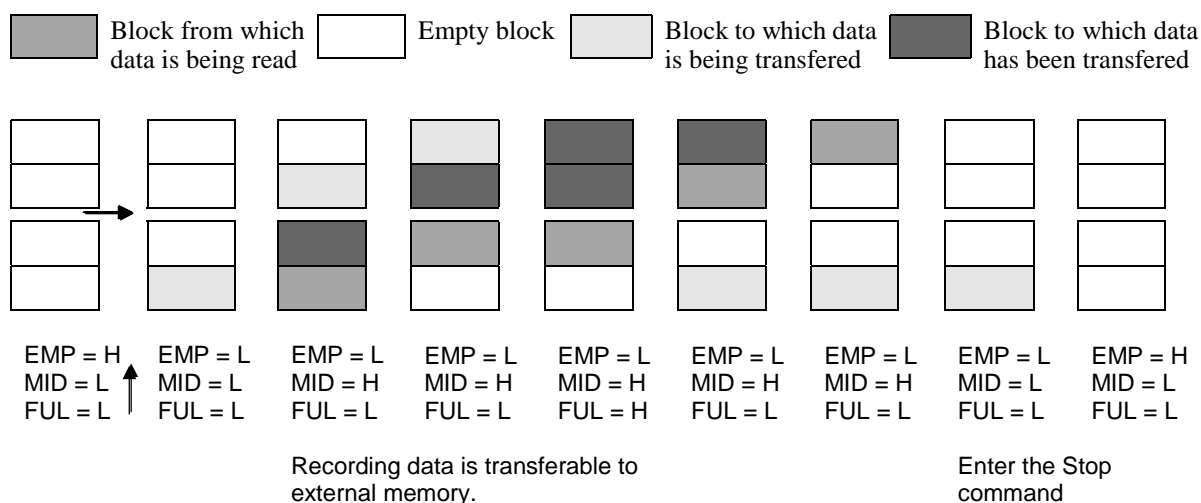 Block from which
data is being read
Empty block
Block to which data
is being transfered
Block to which data
has been transfered
EMP = H
MID = L
FUL = L
EMP = L
MID = L
FUL = L
EMP = L
MID = H
FUL = L
EMP = L
MID = H
FUL = L
EMP = L
MID = H
FUL = H
EMP = L
MID = H
FUL = L
EMP = L
MID = H
FUL = L
EMP = L
MID = L
FUL = L
EMP = H
MID = L
FUL = L
Recording data is transferable to
external memory.
Enter the Stop
command